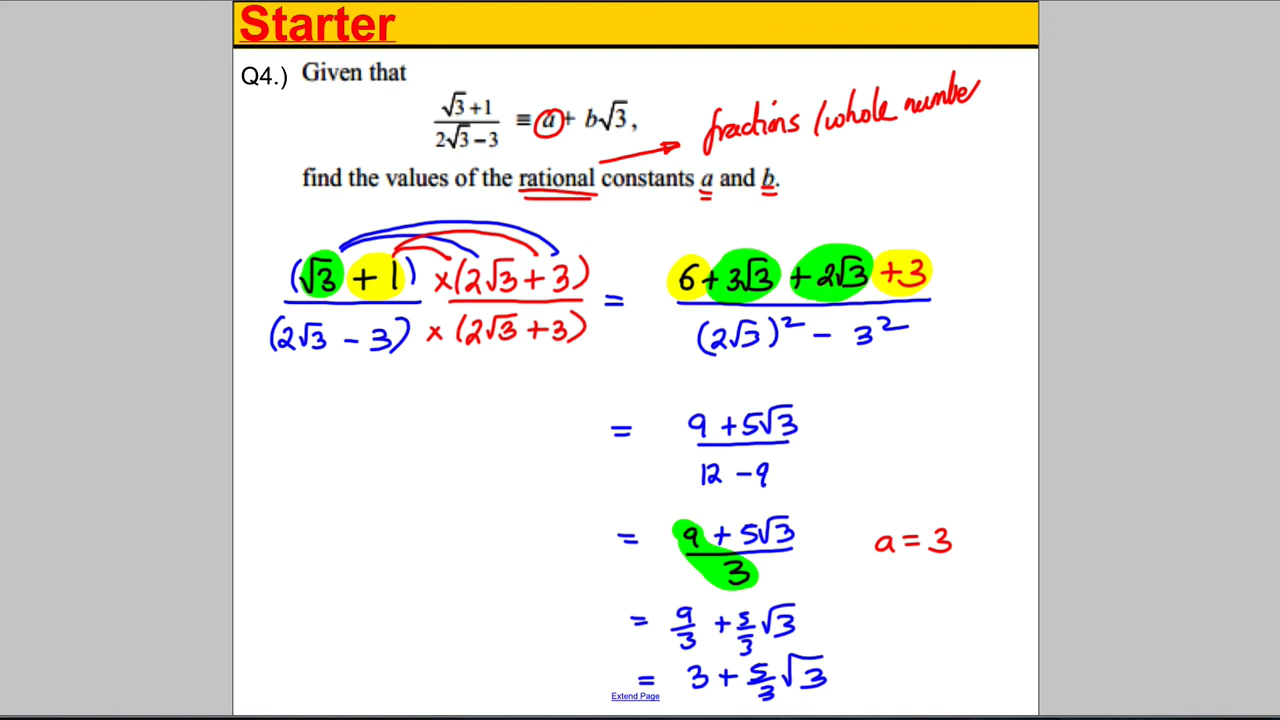 Starter
Q4.) Given that
(√3 + 1)/(2√3 − 3) ≡ a + b√3,
fractions / whole number
find the values of the rational constants a and b.
((√3 + 1) × (2√3 + 3))/((2√3 − 3) × (2√3 + 3)) = (6 + 3√3 + 2√3 + 3)/((2√3)² − 3²)
= (9 + 5√3)/(12 − 9)
= (9 + 5√3)/3 a = 3
= 9/3 + 5/3 √3
= 3 + 5/3 √3
Extend Page